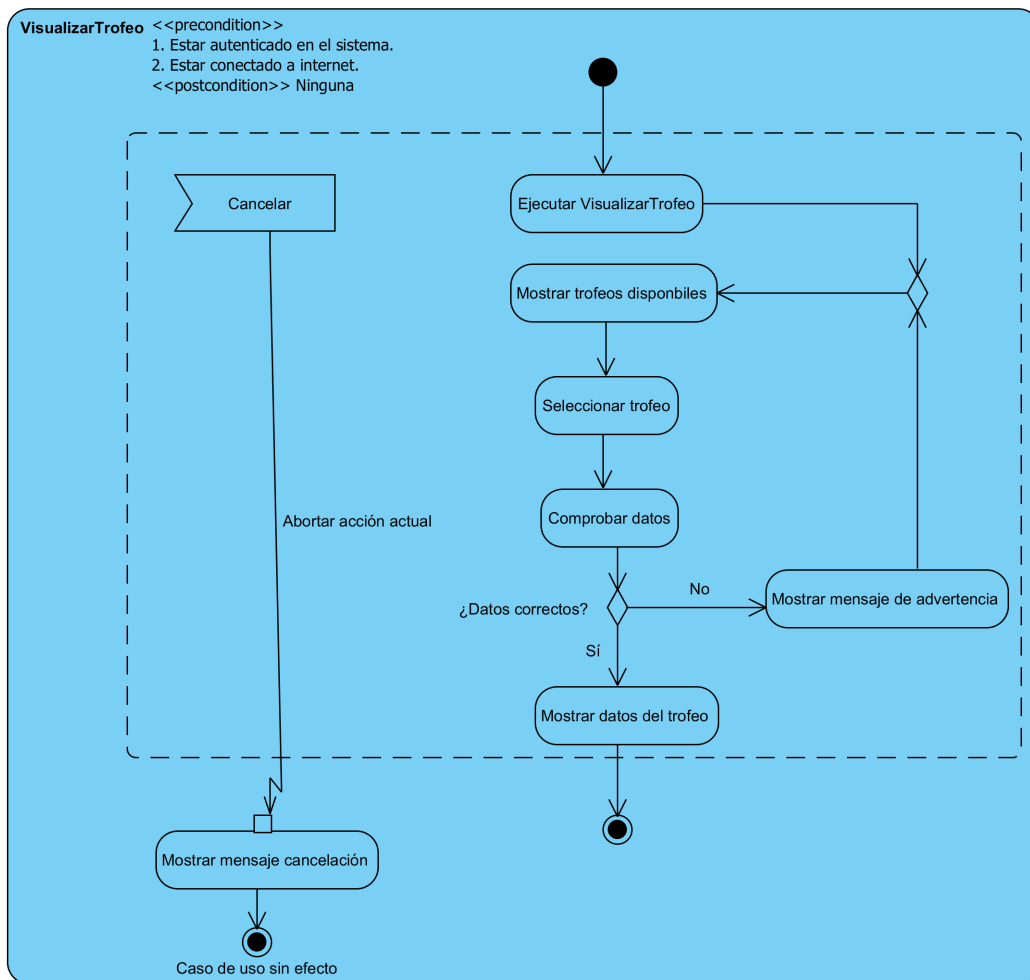 VisualizarTrofeo
<<precondition>>
1. Estar autenticado en el sistema.
2. Estar conectado a internet.
<<postcondition>> Ninguna
Cancelar
Ejecutar VisualizarTrofeo
Mostrar trofeos disponbiles
Seleccionar trofeo
Comprobar datos
Abortar acción actual
¿Datos correctos?
No
Mostrar mensaje de advertencia
Sí
Mostrar datos del trofeo
Mostrar mensaje cancelación
Caso de uso sin efecto